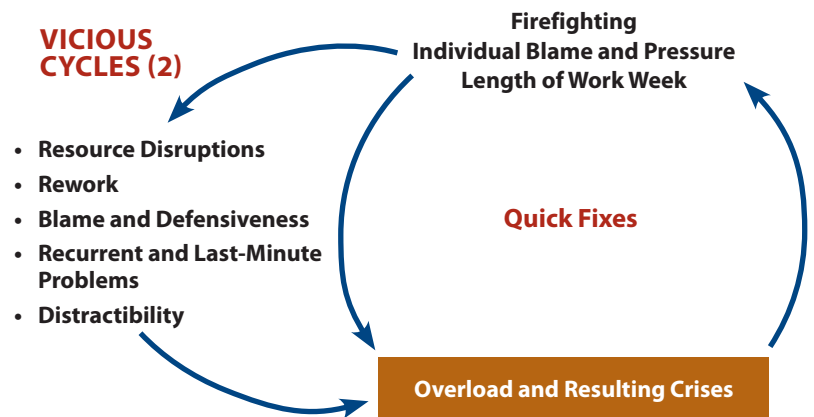 VICIOUS
CYCLES (2)
Firefighting
Individual Blame and Pressure
Length of Work Week
• Resource Disruptions
• Rework
• Blame and Defensiveness
• Recurrent and Last-Minute
Problems
• Distractibility
Quick Fixes
Overload and Resulting Crises